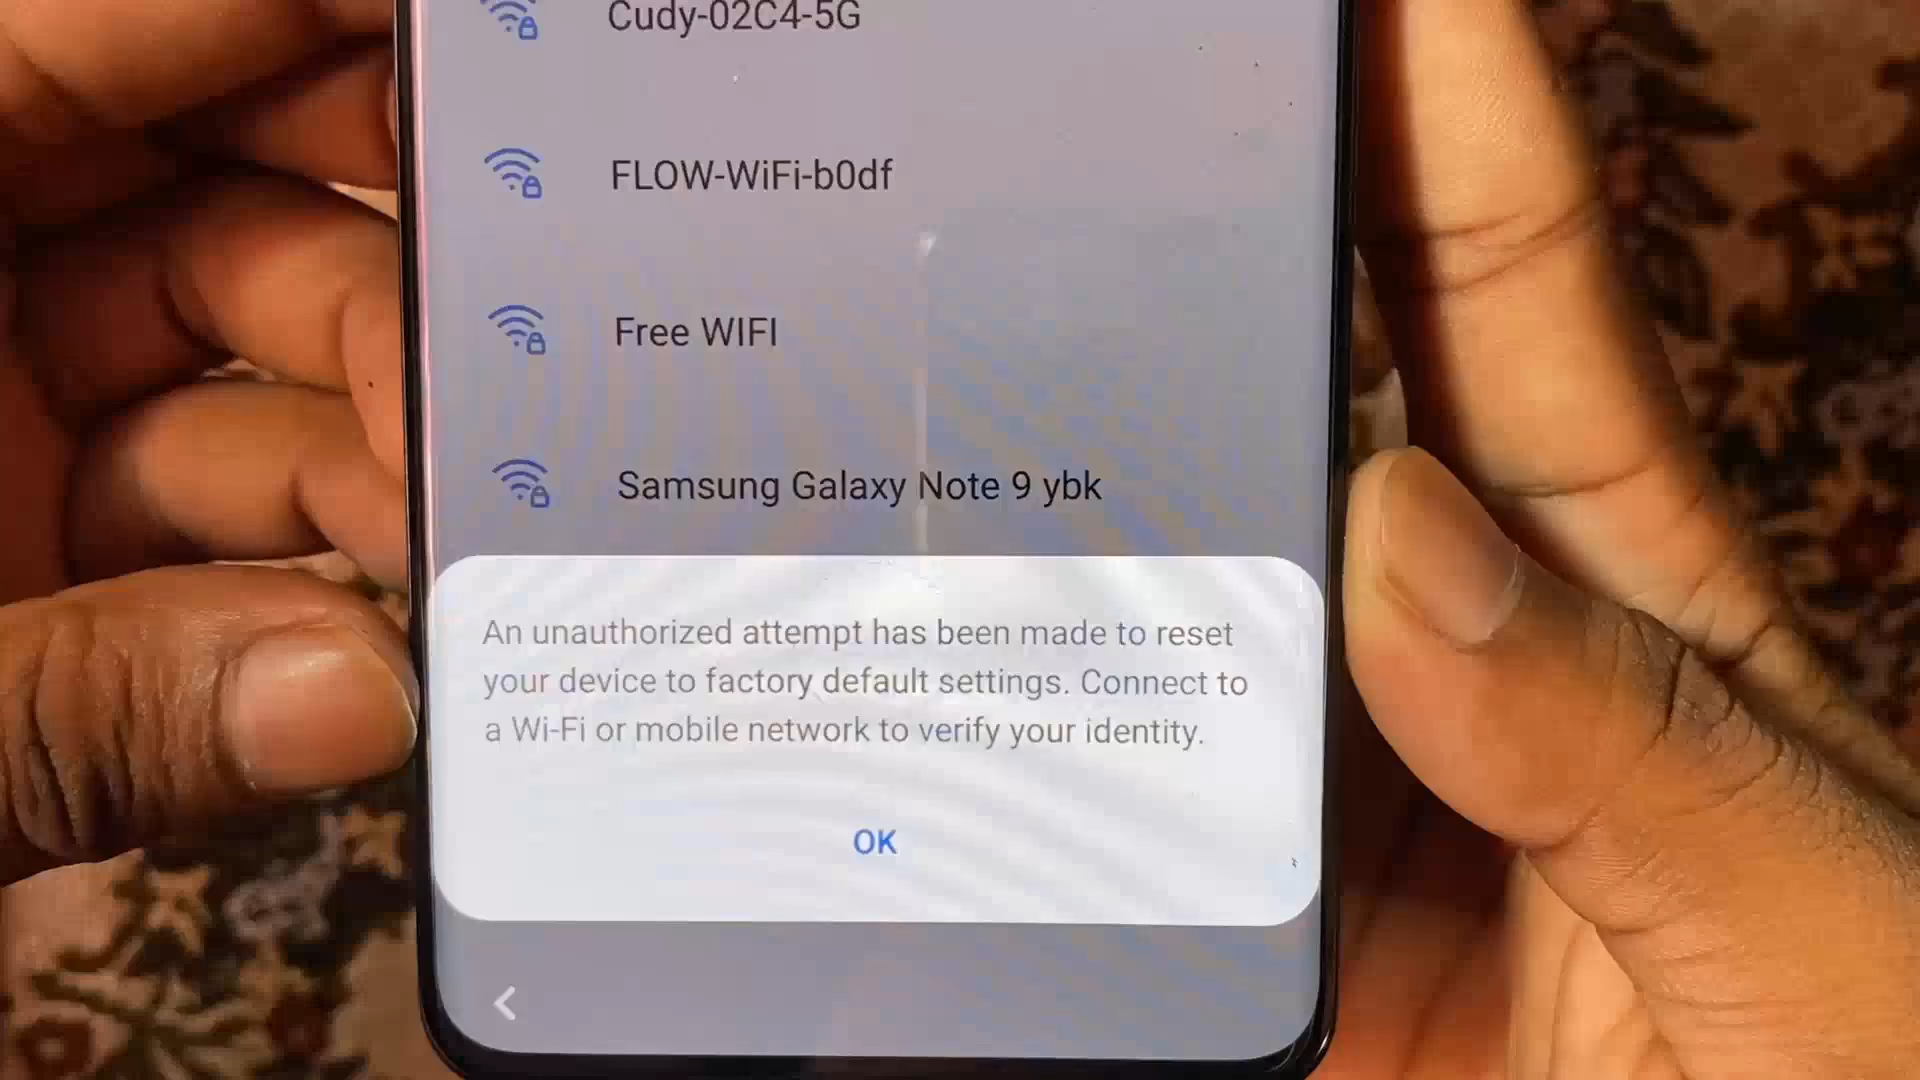 Cudy-02C4-5G
FLOW-WiFi-b0df
Free WIFI
Samsung Galaxy Note 9 ybk
An unauthorized attempt has been made to reset
your device to factory default settings. Connect to
a Wi-Fi or mobile network to verify your identity.
OK